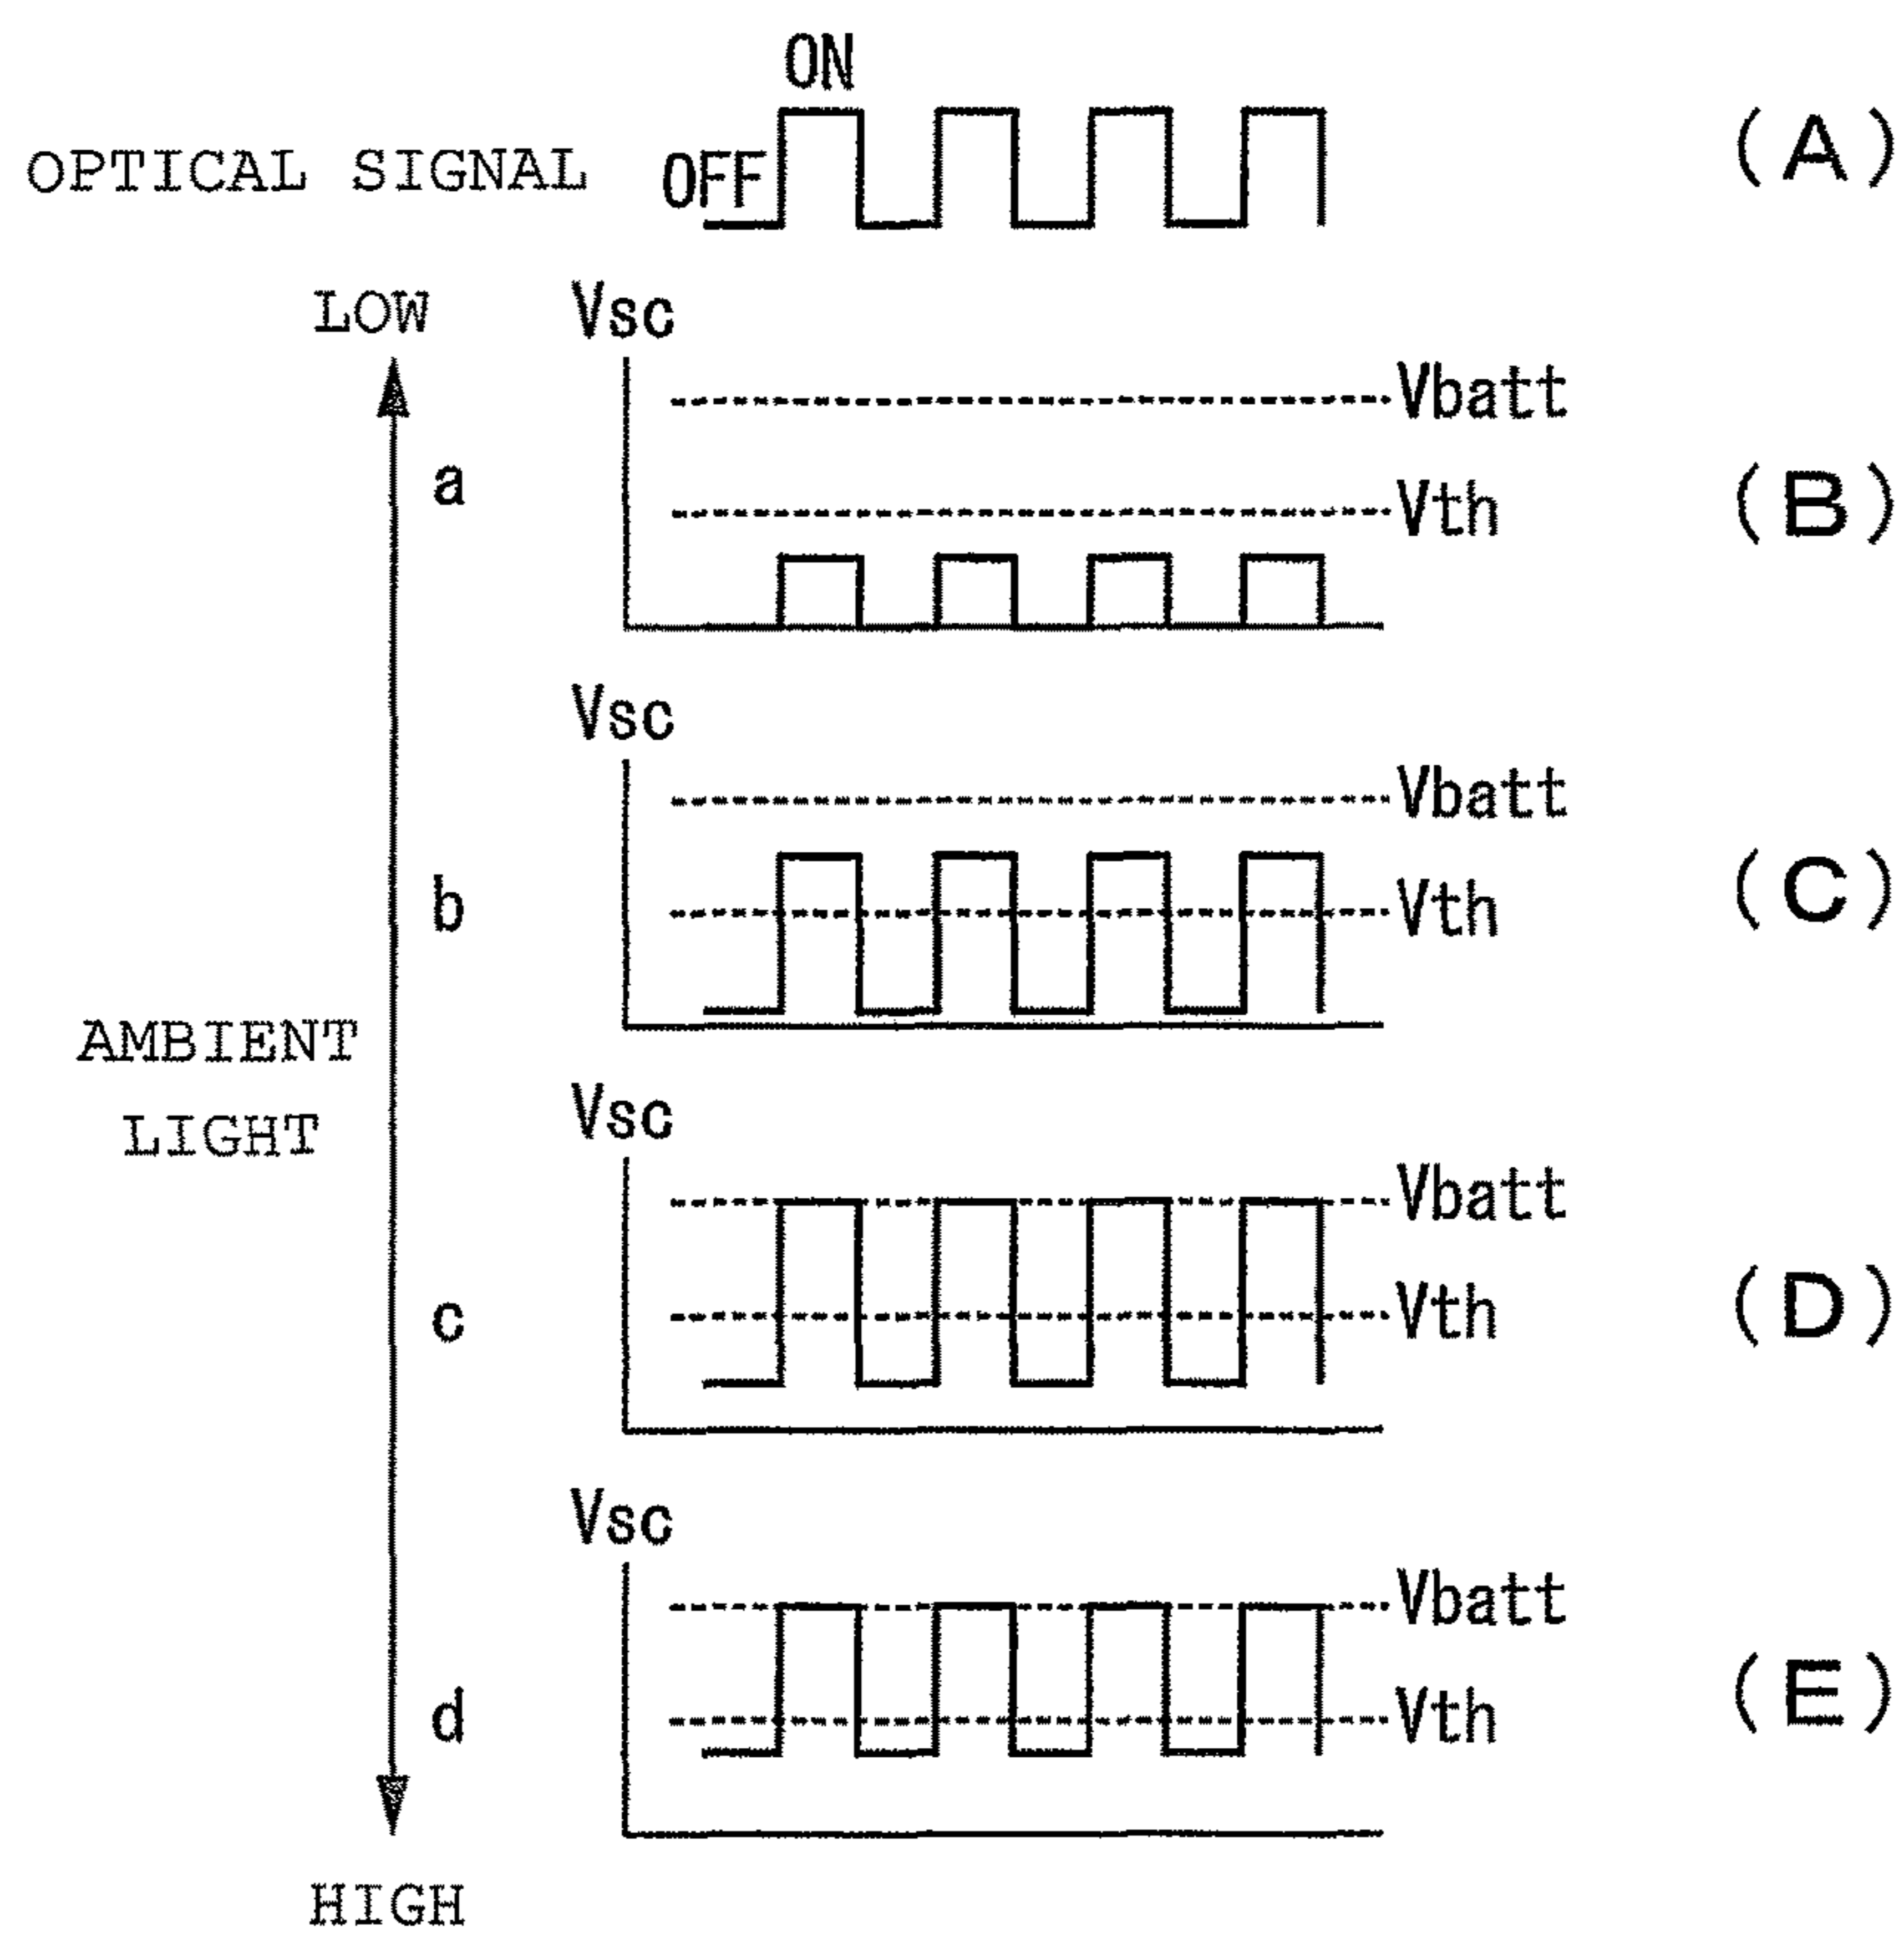 ON
OPTICAL SIGNAL OFF (A)
LOW
Vsc
Vbatt
a
Vth
(B)
Vsc
Vbatt
b
Vth
(C)
AMBIENT
LIGHT
Vsc
Vbatt
c
Vth
(D)
Vsc
Vbatt
d
Vth
(E)
HIGH